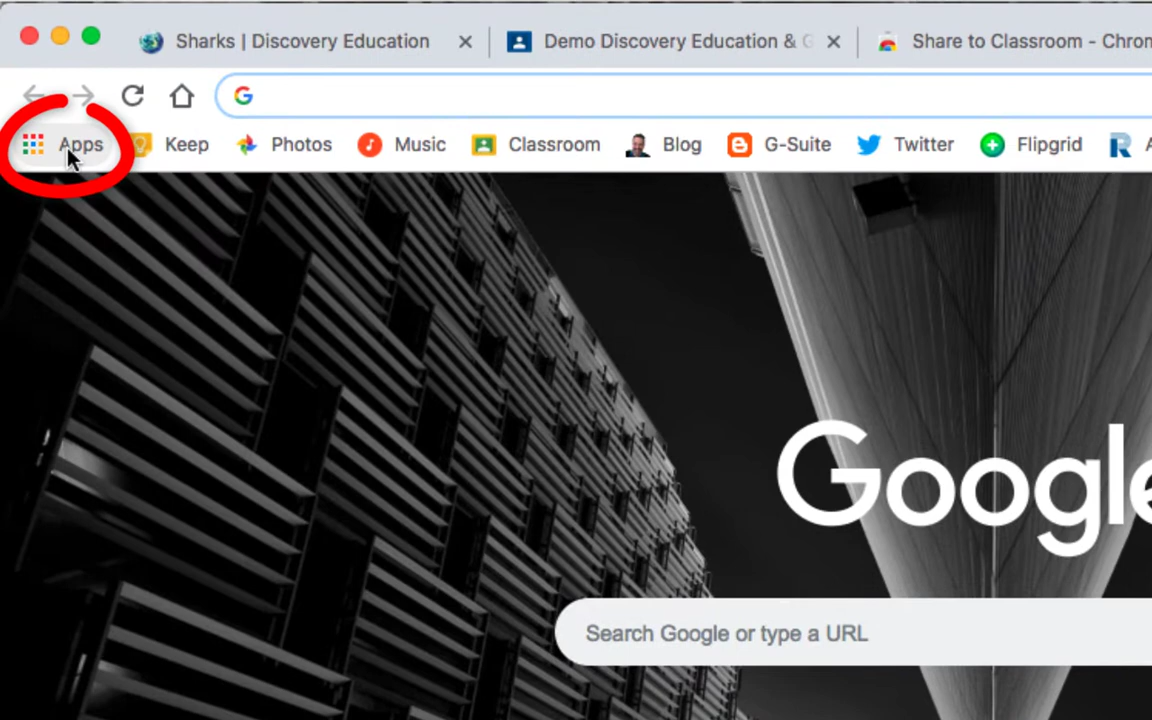 Sharks | Discovery Education
Demo Discovery Education & G
Share to Classroom - Chrom
Apps Keep Photos Music Classroom Blog G-Suite Twitter Flipgrid
Google
Search Google or type a URL